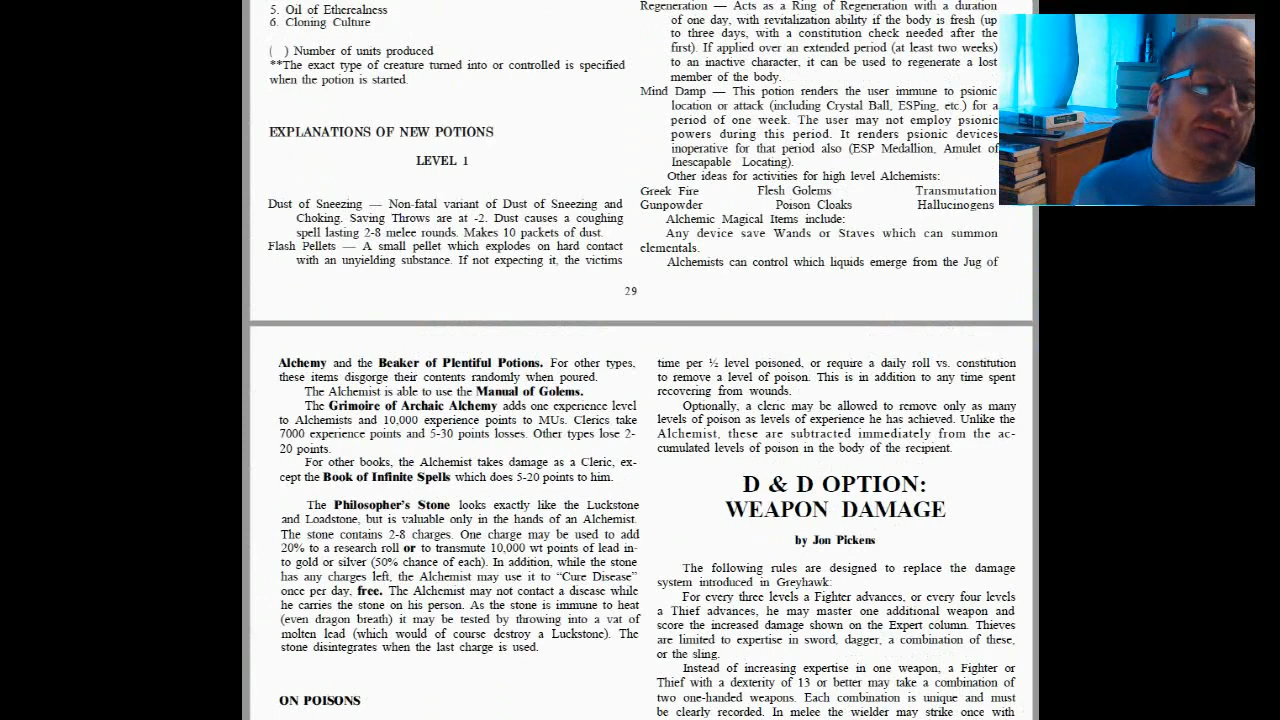 5. Oil of Etherealness
6. Cloning Culture
( ) Number of units produced
**The exact type of creature turned into or controlled is specified
when the potion is started.
EXPLANATIONS OF NEW POTIONS
LEVEL 1
Dust of Sneezing — Non-fatal variant of Dust of Sneezing and
Choking. Saving Throws are at -2. Dust causes a coughing
spell lasting 2-8 melee rounds. Makes 10 packets of dust.
Flash Pellets — A small pellet which explodes on hard contact
with an unyielding substance. If not expecting it, the victims
Regeneration — Acts as a Ring of Regeneration with a duration
of one day, with revitalization ability if the body is fresh (up
to three days, with a constitution check needed after the
first). If applied over an extended period (at least two weeks)
to an inactive character, it can be used to regenerate a lost
member of the body.
Mind Damp — This potion renders the user immune to psionic
location or attack (including Crystal Ball, ESPing, etc.) for a
period of one week. The user may not employ psionic
powers during this period. It renders psionic devices
inoperative for that period also (ESP Medallion, Amulet of
Inescapable Locating).
Other ideas for activities for high level Alchemists:
Greek Fire Flesh Golems Transmutation
Gunpowder Poison Cloaks Hallucinogens
Alchemic Magical Items include:
Any device save Wands or Staves which can summon
elementals.
Alchemists can control which liquids emerge from the Jug of
29
Alchemy and the Beaker of Plentiful Potions. For other types,
these items disgorge their contents randomly when poured.
The Alchemist is able to use the Manual of Golems.
The Grimoire of Archaic Alchemy adds one experience level
to Alchemists and 10,000 experience points to MUs. Clerics take
7000 experience points and 5-30 points losses. Other types lose 2-
20 points.
For other books, the Alchemist takes damage as a Cleric, ex-
cept the Book of Infinite Spells which does 5-20 points to him.
The Philosopher's Stone looks exactly like the Luckstone
and Loadstone, but is valuable only in the hands of an Alchemist.
The stone contains 2-8 charges. One charge may be used to add
20% to a research roll or to transmute 10,000 wt points of lead in-
to gold or silver (50% chance of each). In addition, while the stone
has any charges left, the Alchemist may use it to “Cure Disease”
once per day, free. The Alchemist may not contact a disease while
he carries the stone on his person. As the stone is immune to heat
(even dragon breath) it may be tested by throwing into a vat of
molten lead (which would of course destroy a Luckstone). The
stone disintegrates when the last charge is used.
ON POISONS
time per ½ level poisoned, or require a daily roll vs. constitution
to remove a level of poison. This is in addition to any time spent
recovering from wounds.
Optionally, a cleric may be allowed to remove only as many
levels of poison as levels of experience he has achieved. Unlike the
Alchemist, these are subtracted immediately from the ac-
cumulated levels of poison in the body of the recipient.
D & D OPTION:
WEAPON DAMAGE
by Jon Pickens
The following rules are designed to replace the damage
system introduced in Greyhawk:
For every three levels a Fighter advances, or every four levels
a Thief advances, he may master one additional weapon and
score the increased damage shown on the Expert column. Thieves
are limited to expertise in sword, dagger, a combination of these,
or the sling.
Instead of increasing expertise in one weapon, a Fighter or
Thief with a dexterity of 13 or better may take a combination of
two one-handed weapons. Each combination is unique and must
be clearly recorded. In melee the wielder may strike once with